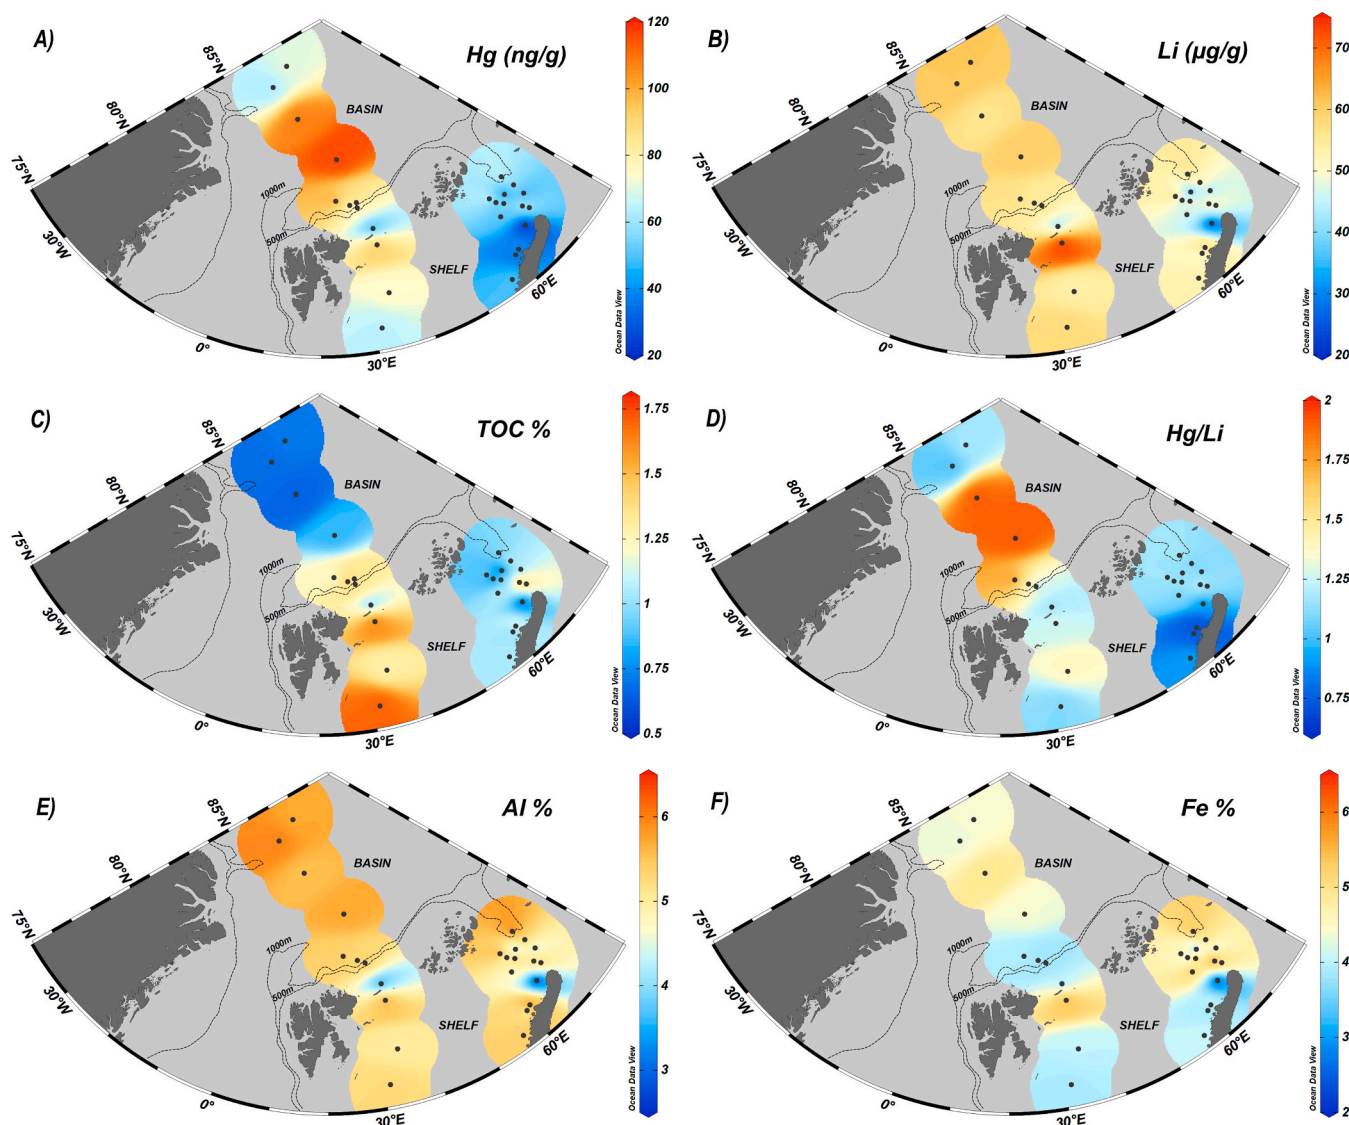 A)
Hg (ng/g)
85°N
80°N
75°N
30°W
0°
30°E
60°E
BASIN
SHELF
1000m
500m
120
100
80
60
40
20
Ocean Data View
B)
Li (µg/g)
85°N
80°N
75°N
30°W
0°
30°E
60°E
BASIN
SHELF
1000m
500m
70
60
50
40
30
20
Ocean Data View
C)
TOC %
85°N
80°N
75°N
30°W
0°
30°E
60°E
BASIN
SHELF
1000m
500m
1.75
1.5
1.25
1
0.75
0.5
Ocean Data View
D)
Hg/Li
85°N
80°N
75°N
30°W
0°
30°E
60°E
BASIN
SHELF
1000m
500m
2
1.75
1.5
1.25
1
0.75
Ocean Data View
E)
Al %
85°N
80°N
75°N
30°W
0°
30°E
60°E
BASIN
SHELF
1000m
500m
6
5
4
3
Ocean Data View
F)
Fe %
85°N
80°N
75°N
30°W
0°
30°E
60°E
BASIN
SHELF
1000m
500m
6
5
4
3
2
Ocean Data View